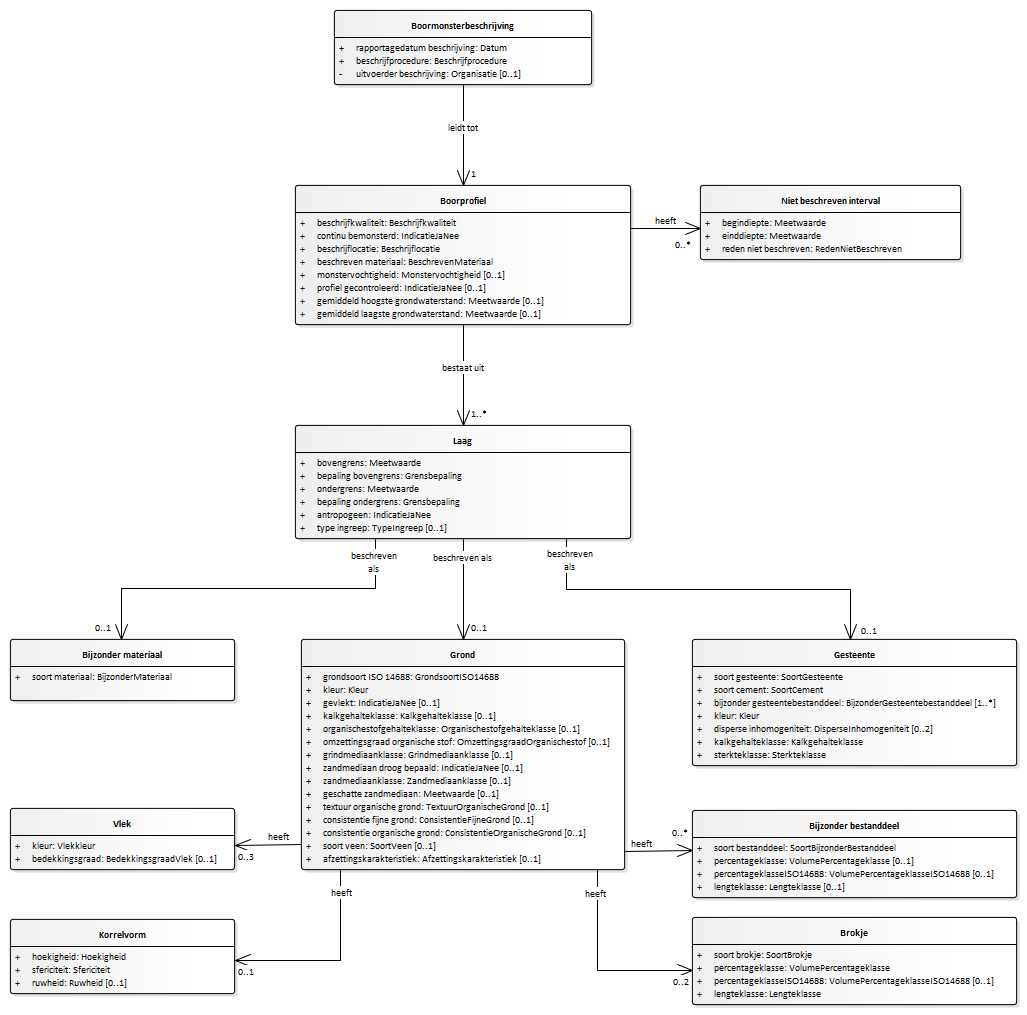 Boormonsterbeschrijving
+ rapportagedatum beschrijving: Datum
+ beschrijfprocedure: Beschrijfprocedure
- uitvoerder beschrijving: Organisatie [0..1]
leidt tot
1
Boorprofiel
+ beschrijfkwaliteit: Beschrijfkwaliteit
+ continu bemonsterd: IndicatieJaNee
+ beschrijflocatie: Beschrijflocatie
+ beschreven materiaal: BeschrevenMateriaal
+ monstervochtigheid: Monstervochtigheid [0..1]
+ profiel gecontroleerd: IndicatieJaNee [0..1]
+ gemiddeld hoogste grondwaterstand: Meetwaarde [0..1]
+ gemiddeld laagste grondwaterstand: Meetwaarde [0..1]
heeft
0..*
Niet beschreven interval
+ begindiepte: Meetwaarde
+ einddiepte: Meetwaarde
+ reden niet beschreven: RedenNietBeschreven
bestaat uit
1..*
Laag
+ bovengrens: Meetwaarde
+ bepaling bovengrens: Grensbepaling
+ ondergrens: Meetwaarde
+ bepaling ondergrens: Grensbepaling
+ antropogeen: IndicatieJaNee
+ type ingreep: TypeIngreep [0..1]
beschreven
als
beschreven als
beschreven
als
0..1
0..1
0..1
Bijzonder materiaal
+ soort materiaal: BijzonderMateriaal
Grond
+ grondsoort ISO 14688: GrondsoortISO14688
+ kleur: Kleur
+ gevlekt: IndicatieJaNee [0..1]
+ kalkgehalteklasse: Kalkgehalteklasse [0..1]
+ organischestofgehalteklasse: Organischestofgehalteklasse [0..1]
+ omzettingsgraad organische stof: OmzettingsgraadOrganischestof [0..1]
+ grindmediaanklasse: Grindmediaanklasse [0..1]
+ zandmediaan droog bepaald: IndicatieJaNee [0..1]
+ zandmediaanklasse: Zandmediaanklasse [0..1]
+ geschatte zandmediaan: Meetwaarde [0..1]
+ textuur organische grond: TextuurOrganischeGrond [0..1]
+ consistentie fijne grond: ConsistentieFijneGrond [0..1]
+ consistentie organische grond: ConsistentieOrganischeGrond [0..1]
+ soort veen: SoortVeen [0..1]
+ afzettingskarakteristiek: Afzettingskarakteristiek [0..1]
Gesteente
+ soort gesteente: SoortGesteente
+ soort cement: SoortCement
+ bijzonder gesteentebestanddeel: BijzonderGesteentebestanddeel [1..*]
+ kleur: Kleur
+ disperse inhomogeniteit: DisperseInhomogeniteit [0..2]
+ kalkgehalteklasse: Kalkgehalteklasse
+ sterkteklasse: Sterkteklasse
Vlek
+ kleur: Vlekkleur
+ bedekkingsgraad: BedekkingsgraadVlek [0..1]
heeft
0..3
heeft
0..*
Bijzonder bestanddeel
+ soort bestanddeel: SoortBijzonderBestanddeel
+ percentageklasse: VolumePercentageklasse [0..1]
+ percentageklasseISO14688: VolumePercentageklasseISO14688 [0..1]
+ lengteklasse: Lengteklasse [0..1]
heeft
0..1
heeft
0..2
Korrelvorm
+ hoekigheid: Hoekigheid
+ sfericiteit: Sfericiteit
+ ruwheid: Ruwheid [0..1]
Brokje
+ soort brokje: SoortBrokje
+ percentageklasse: VolumePercentageklasse
+ percentageklasseISO14688: VolumePercentageklasseISO14688 [0..1]
+ lengteklasse: Lengteklasse